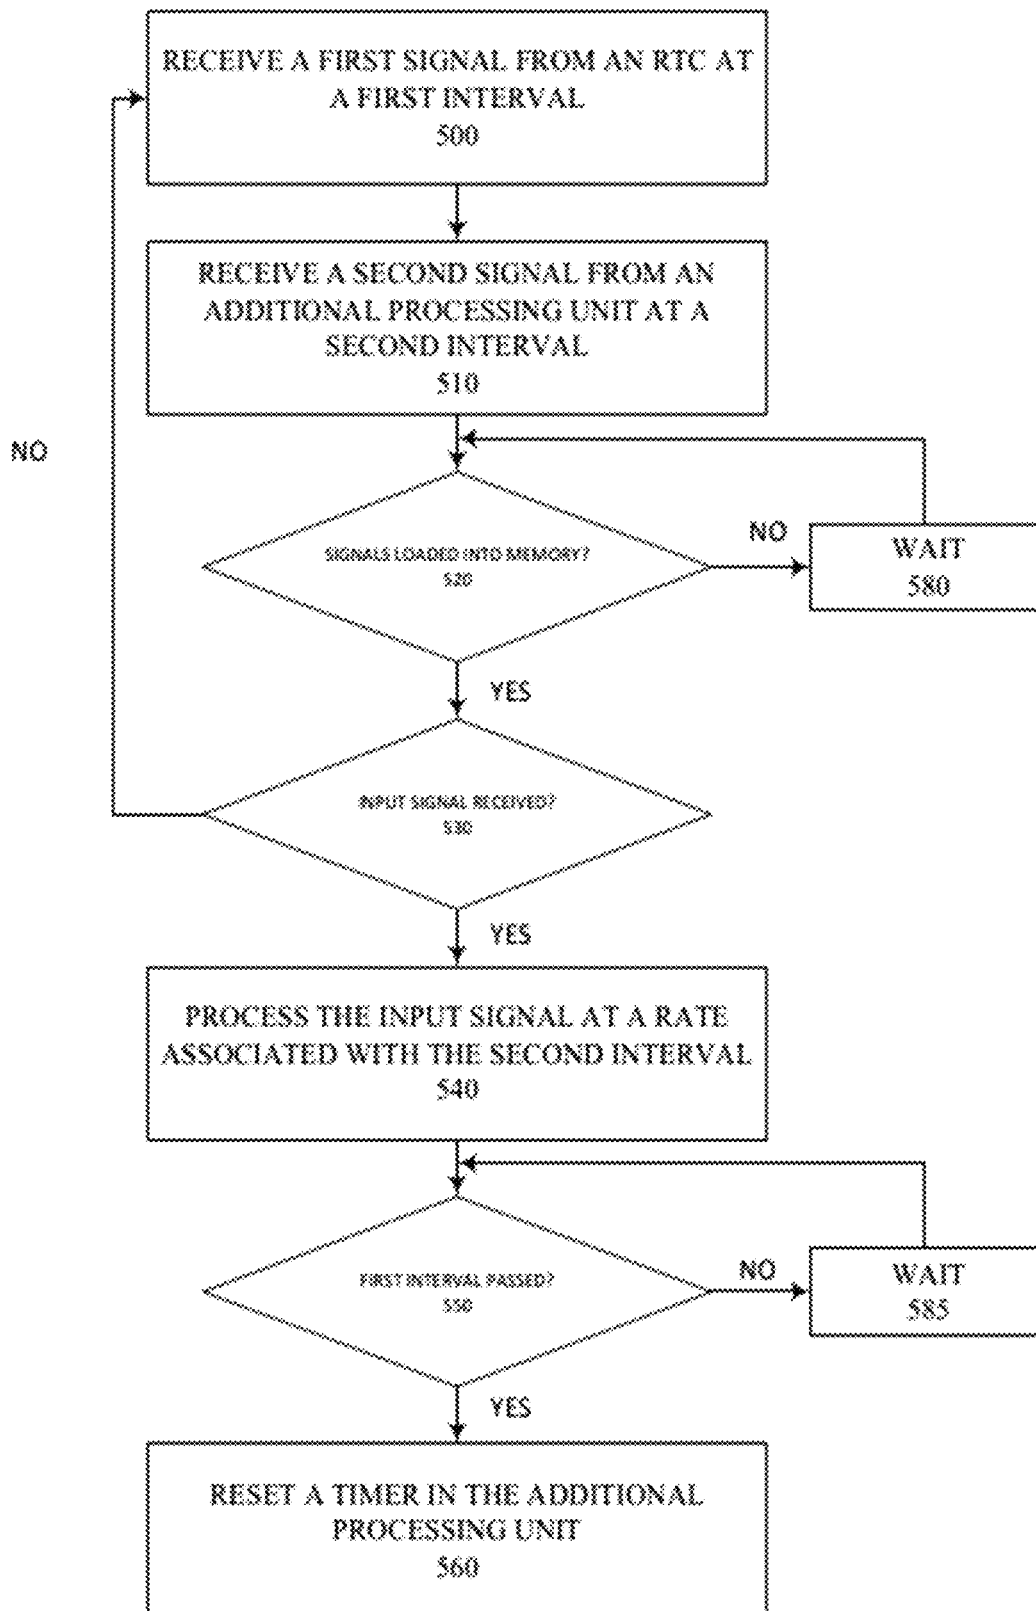 RECEIVE A FIRST SIGNAL FROM AN RTC AT
A FIRST INTERVAL
500
RECEIVE A SECOND SIGNAL FROM AN
ADDITIONAL PROCESSING UNIT AT A
SECOND INTERVAL
510
NO
SIGNALS LOADED INTO MEMORY?
520
NO
WAIT
580
YES
INPUT SIGNAL RECEIVED?
530
YES
PROCESS THE INPUT SIGNAL AT A RATE
ASSOCIATED WITH THE SECOND INTERVAL
540
FIRST INTERVAL PASSED?
550
NO
WAIT
585
YES
RESET A TIMER IN THE ADDITIONAL
PROCESSING UNIT
560